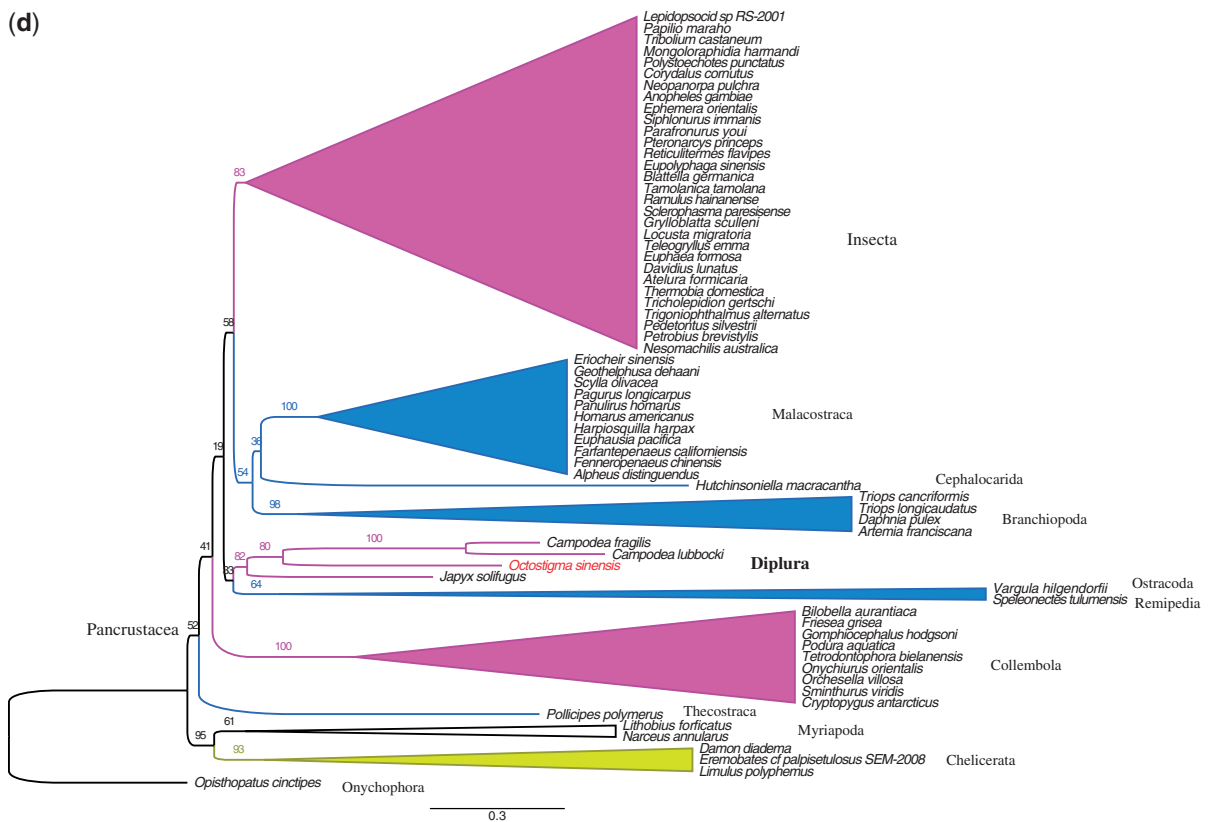 (d)
Lepidopsocid sp RS-2001
Papilio maraho
Tribolium castaneum
Mongoloraphidia harmandi
Polystoechotes punctatus
Corydalus cornutus
Neopanorpa pulchra
Anopheles gambiae
Ephemera orientalis
Siphlonurus immanis
Parafronurus youi
Pteronarcys princeps
Reticulitermes flavipes
Eupolyphaga sinensis
Blattella germanica
Tamolanica tamolana
Ramulus hainanense
Sclerophasma paresisense
Grylloblatta sculleni
Locusta migratoria
Teleogryllus emma
Euphaea formosa
Davidius lunatus
Atelura formicaria
Thermobia domestica
Tricholepidion gertschi
Trigoniophthalmus alternatus
Pedetontus silvestrii
Petrobius brevistylis
Nesomachilis australica
83
Insecta
58
Eriocheir sinensis
Geothelphusa dehaani
Scylla olivacea
Pagurus longicarpus
Panulirus homarus
Homarus americanus
Harpiosquilla harpax
Euphausia pacifica
Farfantepenaeus californiensis
Fenneropenaeus chinensis
Alpheus distinguendus
100
Malacostraca
36
19
54
Hutchinsoniella macracantha
Cephalocarida
98
Triops cancriformis
Triops longicaudatus
Daphnia pulex
Artemia franciscana
Branchiopoda
41
82
80
100
Campodea fragilis
Campodea lubbocki
Octostigma sinensis
Japyx solifugus
Diplura
33
64
Vargula hilgendorfii
Speleonectes tulumensis
Ostracoda
Remipedia
Pancrustacea
52
100
Bilobella aurantiaca
Friesea grisea
Gomphiocephalus hodgsoni
Podura aquatica
Tetrodontophora bielanensis
Onychiurus orientalis
Orchesella villosa
Sminthurus viridis
Cryptopygus antarcticus
Collembola
Pollicipes polymerus
Thecostraca
95
61
Lithobius forficatus
Narceus annularus
Myriapoda
93
Damon diadema
Eremobates cf palpisetulosus SEM-2008
Limulus polyphemus
Chelicerata
Opisthopatus cinctipes
Onychophora
0.3